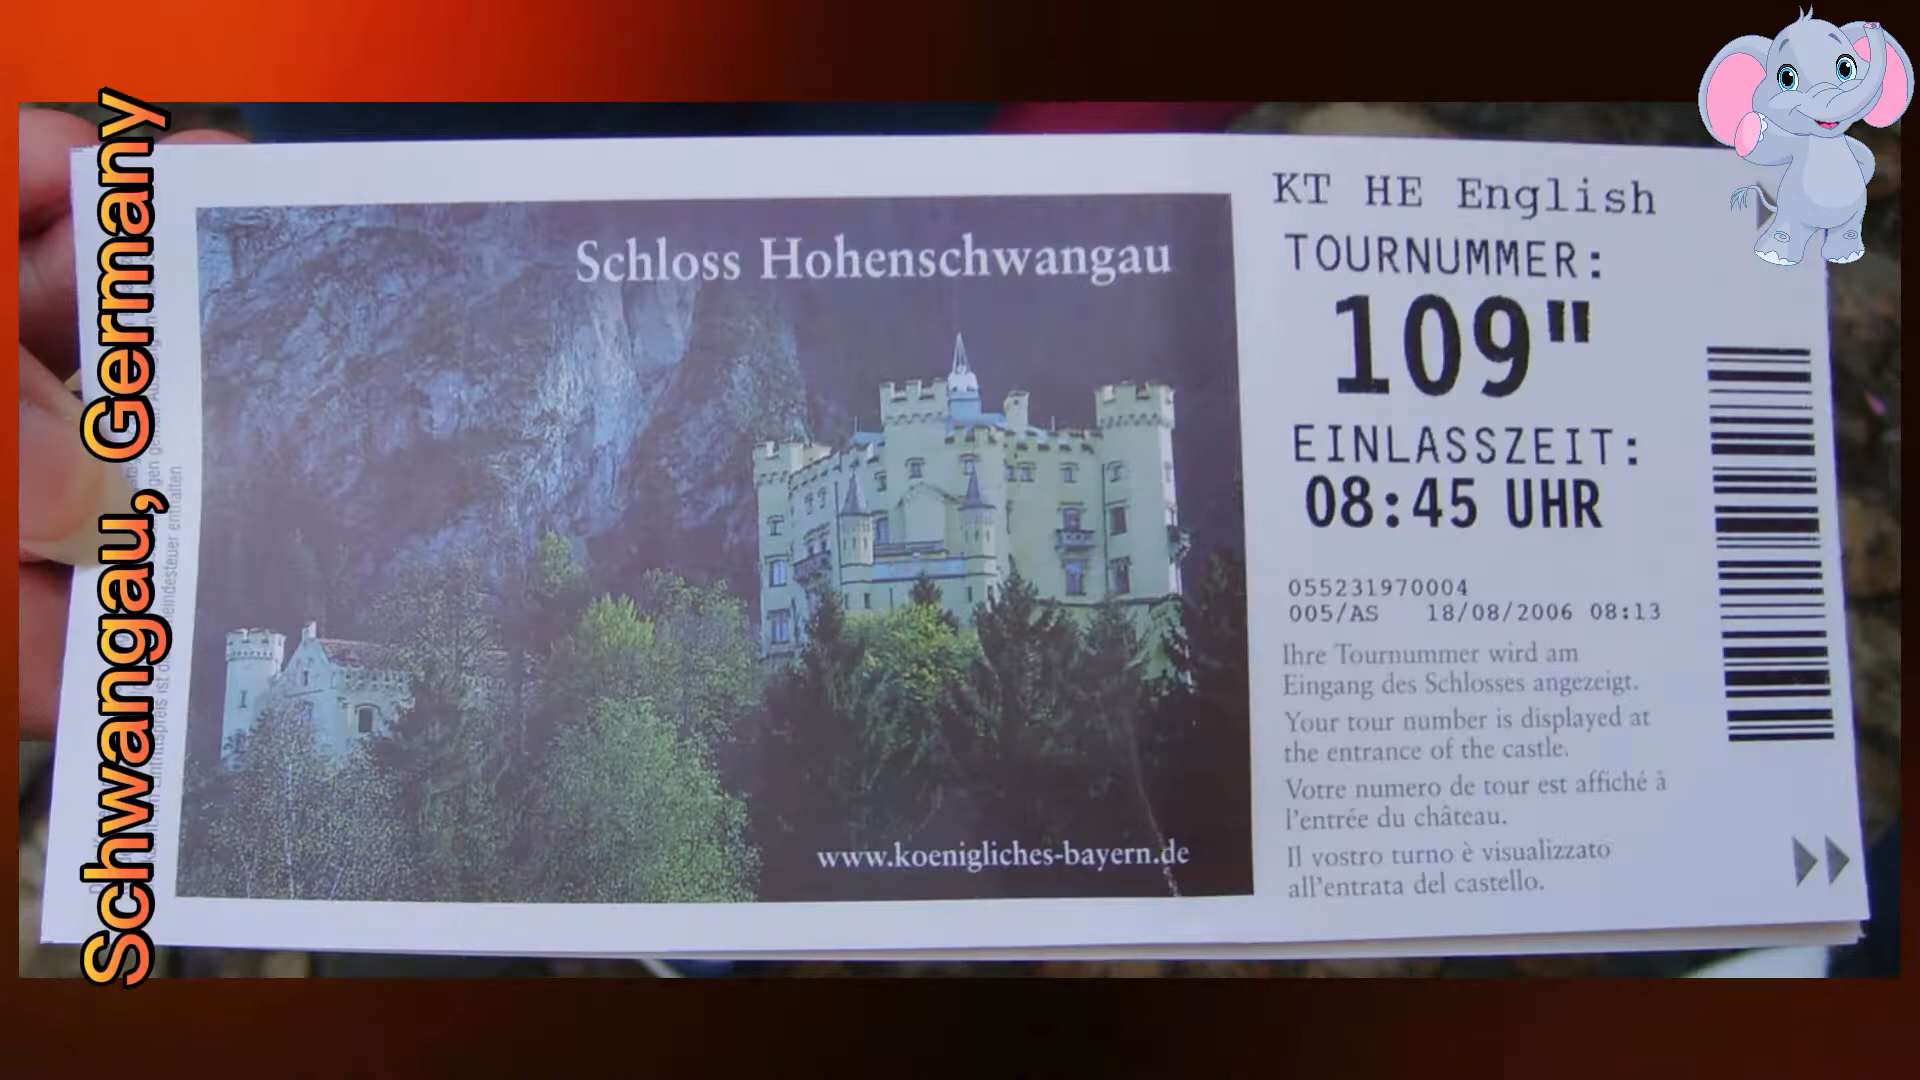 Schwangau, Germany
Schloss Hohenschwangau
www.koenigliches-bayern.de
KT HE English
TOURNUMMER:
109"
EINLASSZEIT:
08:45 UHR
055231970004
005/AS 18/08/2006 08:13
Ihre Tournummer wird am
Eingang des Schlosses angezeigt.
Your tour number is displayed at
the entrance of the castle.
Votre numero de tour est affiché à
l'entrée du château.
Il vostro turno è visualizzato
all'entrata del castello.